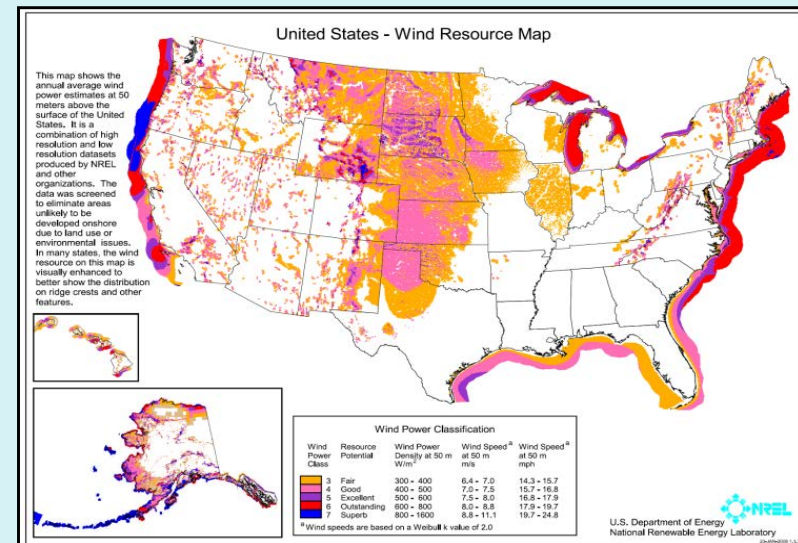 United States - Wind Resource Map
This map shows the
annual average wind
power estimates at 50
meters above the
surface of the United
States. It is a
combination of high
resolution and low
resolution datasets
produced by NREL
and other
organizations. The
data was screened
to eliminate areas
unlikely to be
developed onshore
due to land use or
environmental issues.
In many states, the wind
resource on this map is
visually enhanced to
better show the distribution
on ridge crests and other
features.
Wind Power Classification
Wind Resource Wind Power Wind Speed a Wind Speed a
Power Potential Density at 50 m at 50 m at 50 m
Class W/m² m/s mph
3 Fair 300 - 400 6.4 - 7.0 14.3 - 15.7
4 Good 400 - 500 7.0 - 7.5 15.7 - 16.8
5 Excellent 500 - 600 7.5 - 8.0 16.8 - 17.9
6 Outstanding 600 - 800 8.0 - 8.8 17.9 - 19.7
7 Superb 800 - 1600 8.8 - 11.1 19.7 - 24.8
a Wind speeds are based on a Weibull k value of 2.0
NREL
U.S. Department of Energy
National Renewable Energy Laboratory